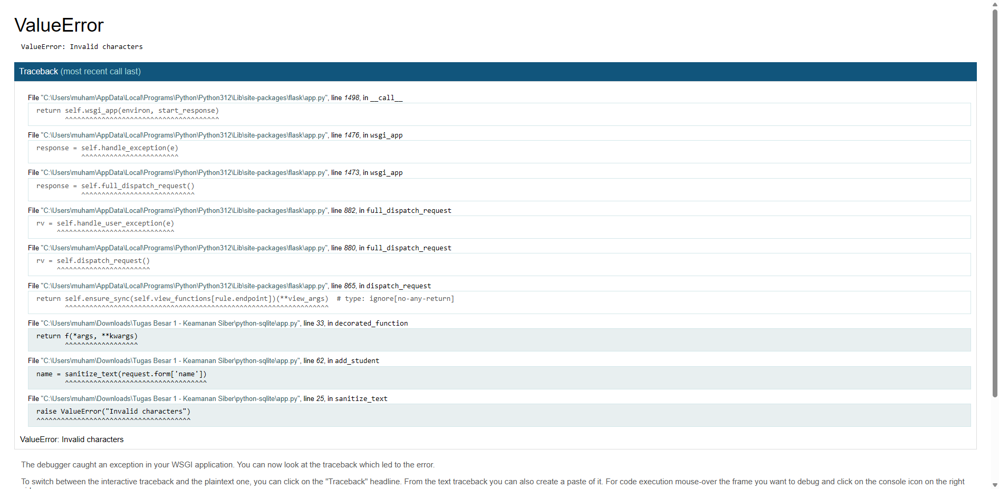 ValueError
ValueError: Invalid characters
Traceback (most recent call last)
File "C:\Users\muham\AppData\Local\Programs\Python\Python312\Lib\site-packages\flask\app.py", line 1498, in __call__
return self.wsgi_app(environ, start_response)
^^^^^^^^^^^^^^^^^^^^^^^^^^^^^^^^^^^^^^
File "C:\Users\muham\AppData\Local\Programs\Python\Python312\Lib\site-packages\flask\app.py", line 1476, in wsgi_app
response = self.handle_exception(e)
^^^^^^^^^^^^^^^^^^^^^^^^
File "C:\Users\muham\AppData\Local\Programs\Python\Python312\Lib\site-packages\flask\app.py", line 1473, in wsgi_app
response = self.full_dispatch_request()
^^^^^^^^^^^^^^^^^^^^^^^^^^^^
File "C:\Users\muham\AppData\Local\Programs\Python\Python312\Lib\site-packages\flask\app.py", line 882, in full_dispatch_request
rv = self.handle_user_exception(e)
^^^^^^^^^^^^^^^^^^^^^^^^^^^^^
File "C:\Users\muham\AppData\Local\Programs\Python\Python312\Lib\site-packages\flask\app.py", line 880, in full_dispatch_request
rv = self.dispatch_request()
^^^^^^^^^^^^^^^^^^^^^^^
File "C:\Users\muham\AppData\Local\Programs\Python\Python312\Lib\site-packages\flask\app.py", line 865, in dispatch_request
return self.ensure_sync(self.view_functions[rule.endpoint])(**view_args)  # type: ignore[no-any-return]
^^^^^^^^^^^^^^^^^^^^^^^^^^^^^^^^^^^^^^^^^^^^^^^^^^^^^^^^^^^^^^^^^
File "C:\Users\muham\Downloads\Tugas Besar 1 - Keamanan Siber\python-sqlite\app.py", line 33, in decorated_function
return f(*args, **kwargs)
^^^^^^^^^^^^^^^^^^
File "C:\Users\muham\Downloads\Tugas Besar 1 - Keamanan Siber\python-sqlite\app.py", line 62, in add_student
name = sanitize_text(request.form['name'])
^^^^^^^^^^^^^^^^^^^^^^^^^^^^^^^^^^^
File "C:\Users\muham\Downloads\Tugas Besar 1 - Keamanan Siber\python-sqlite\app.py", line 25, in sanitize_text
raise ValueError("Invalid characters")
^^^^^^^^^^^^^^^^^^^^^^^^^^^^^^^^^^^^^^
ValueError: Invalid characters
The debugger caught an exception in your WSGI application. You can now look at the traceback which led to the error.
To switch between the interactive traceback and the plaintext one, you can click on the "Traceback" headline. From the text traceback you can also create a paste of it. For code execution mouse-over the frame you want to debug and click on the console icon on the right